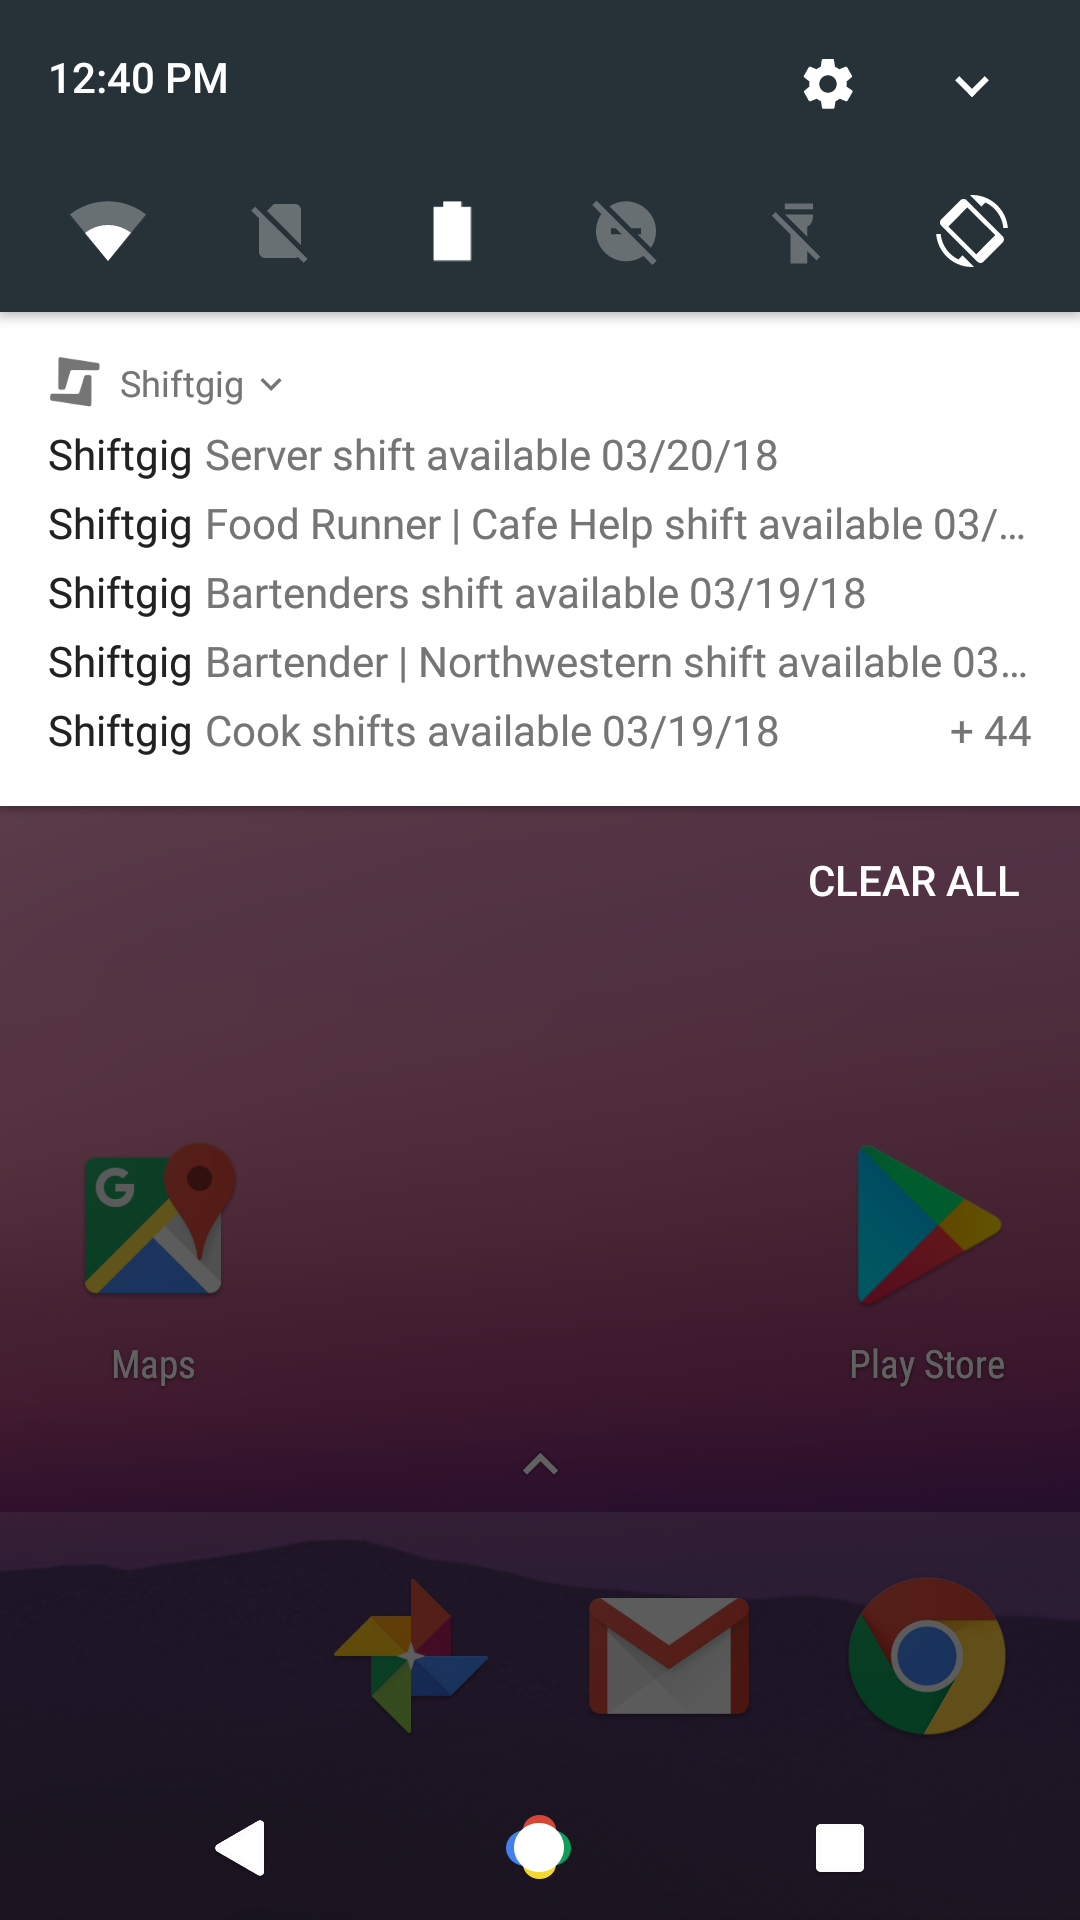 12:40 PM
Shiftgig
Shiftgig Server shift available 03/20/18
Shiftgig Food Runner | Cafe Help shift available 03/...
Shiftgig Bartenders shift available 03/19/18
Shiftgig Bartender | Northwestern shift available 03...
Shiftgig Cook shifts available 03/19/18 + 44
CLEAR ALL
G
Maps Play Store